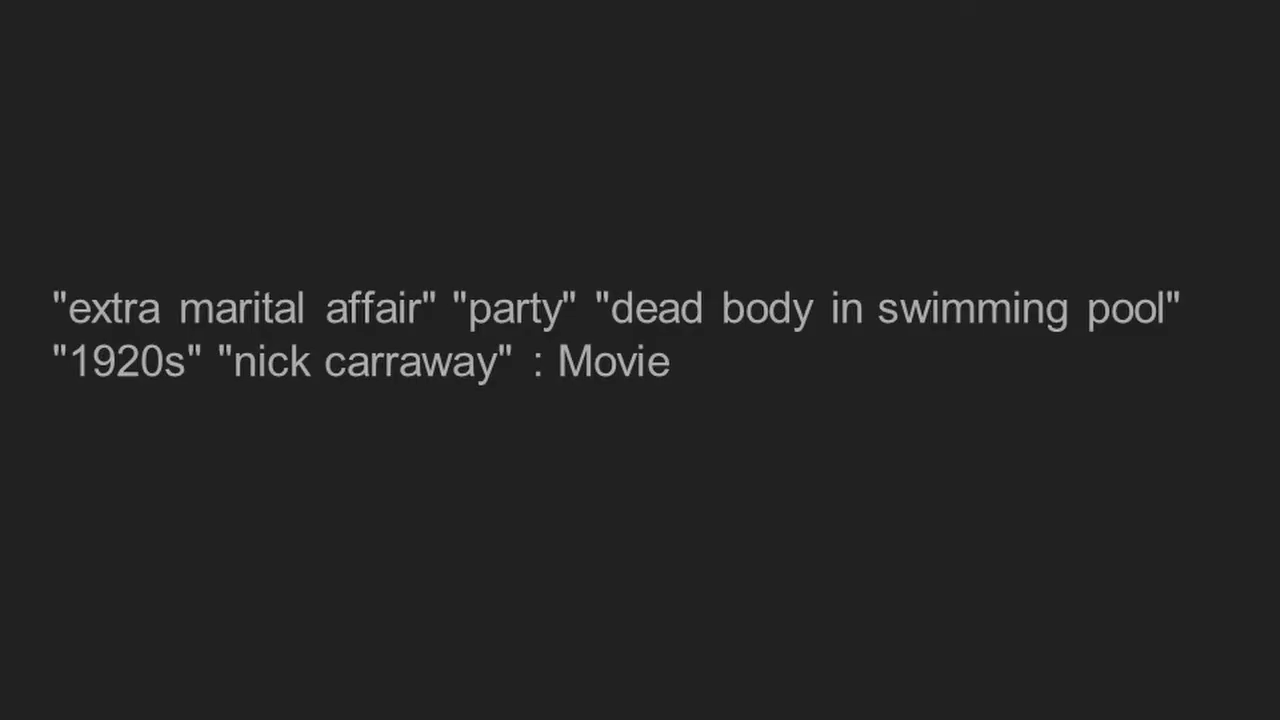 "extra marital affair" "party" "dead body in swimming pool"
"1920s" "nick carraway" : Movie